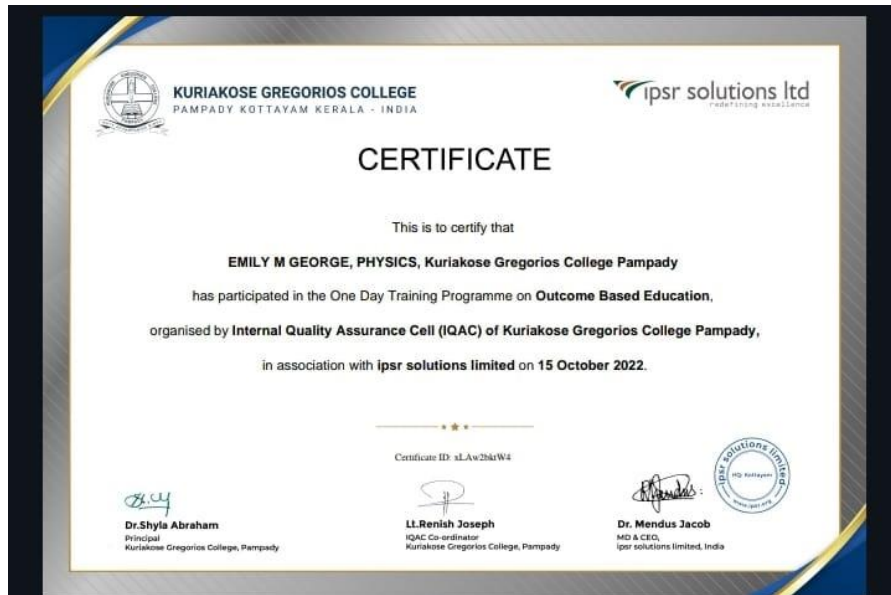 KURIAKOSE GREGORIOS COLLEGE
PAMPADY KOTTAYAM KERALA - INDIA
ipsr solutions ltd
redefining excellence
CERTIFICATE
This is to certify that
EMILY M GEORGE, PHYSICS, Kuriakose Gregorios College Pampady
has participated in the One Day Training Programme on Outcome Based Education,
organised by Internal Quality Assurance Cell (IQAC) of Kuriakose Gregorios College Pampady,
in association with ipsr solutions limited on 15 October 2022.
Certificate ID: xLAw2bktW4
ipsr solutions limited
HQ: Kottayam
www.ipsr.org
Dr.Shyla Abraham
Principal
Kuriakose Gregorios College, Pampady
Lt.Renish Joseph
IQAC Co-ordinator
Kuriakose Gregorios College, Pampady
Dr. Mendus Jacob
MD & CEO,
ipsr solutions limited, India